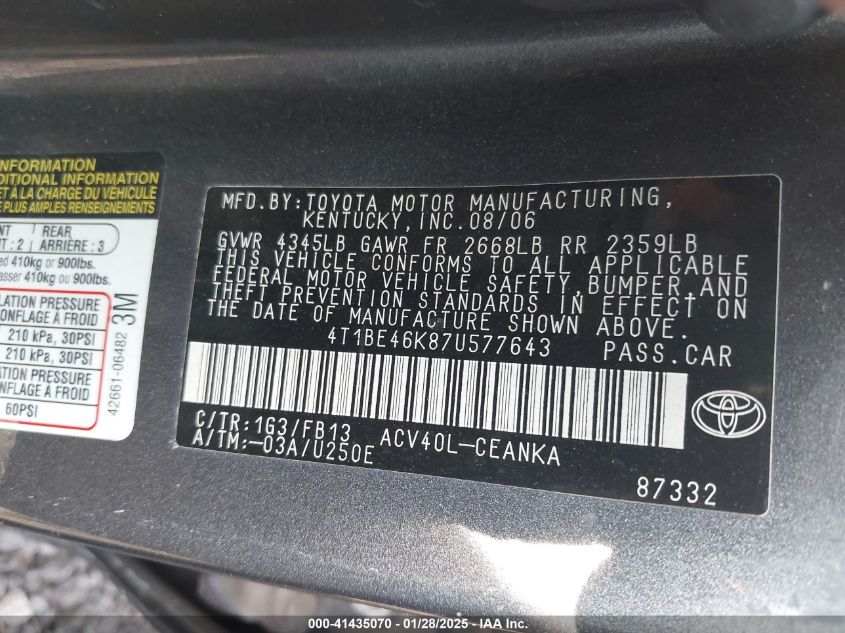 INFORMATION
DITIONAL INFORMATION
ET À LA CHARGE DU VÉHICULE
E PLUS AMPLES RENSEIGNEMENTS
NT : 2 REAR ARRIÈRE : 3
ed 410kg or 900lbs.
asser 410kg ou 900lbs.
LATION PRESSURE
ONFLAGE À FROID
210 kPa, 30PSI
210 kPa, 30PSI
LATION PRESSURE
ONFLAGE À FROID
60PSI
42661-06482 3M
MFD.BY:TOYOTA MOTOR MANUFACTURING,
KENTUCKY,INC.08/06
GVWR 4345LB GAWR FR 2668LB RR 2359LB
THIS VEHICLE CONFORMS TO ALL APPLICABLE
FEDERAL MOTOR VEHICLE SAFETY,BUMPER,AND
THEFT PREVENTION STANDARDS IN EFFECT ON
THE DATE OF MANUFACTURE SHOWN ABOVE.
4T1BE46K87U577643 PASS.CAR
C/TR:1G3/FB13 ACV40L-CEANKA
A/TM:-03A/U250E
87332
000-41435070 - 01/28/2025 - IAA Inc.